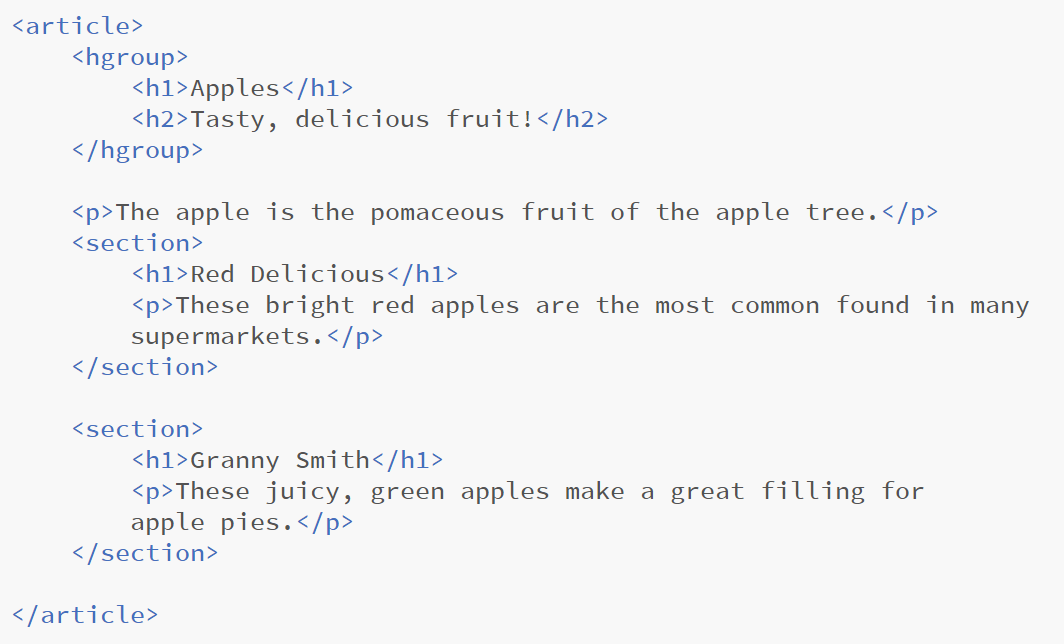 <article>
<hgroup>
<h1>Apples</h1>
<h2>Tasty, delicious fruit!</h2>
</hgroup>
<p>The apple is the pomaceous fruit of the apple tree.</p>
<section>
<h1>Red Delicious</h1>
<p>These bright red apples are the most common found in many
supermarkets.</p>
</section>
<section>
<h1>Granny Smith</h1>
<p>These juicy, green apples make a great filling for
apple pies.</p>
</section>
</article>